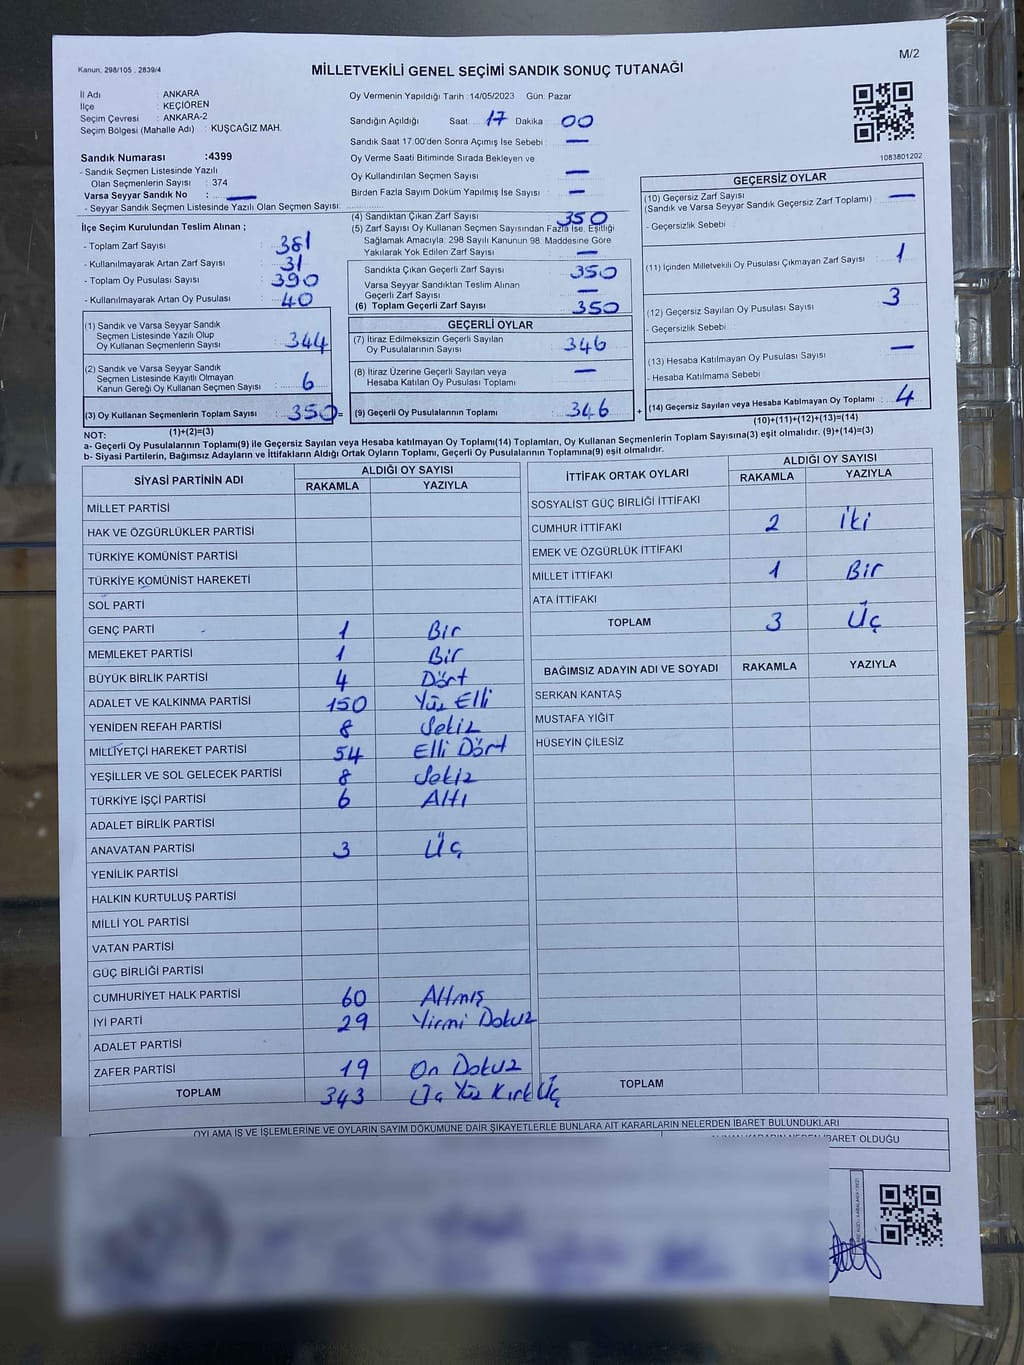 M/2
Kanun; 298/105 , 2839/4
MİLLETVEKİLİ GENEL SEÇİMİ SANDIK SONUÇ TUTANAĞI
İl Adı : ANKARA
İlçe : KEÇİÖREN
Seçim Çevresi : ANKARA-2
Seçim Bölgesi (Mahalle Adı) : KUŞCAĞIZ MAH.
Sandık Numarası :4399
- Sandık Seçmen Listesinde Yazılı
Olan Seçmenlerin Sayısı : 374
Varsa Seyyar Sandık No : —
- Seyyar Sandık Seçmen Listesinde Yazılı Olan Seçmen Sayısı:
Oy Vermenin Yapıldığı Tarih :14/05/2023 Gün: Pazar
Sandığın Açıldığı Saat: 17 Dakika 00
Sandık Saat 17.00'den Sonra Açımış İse Sebebi : —
Oy Verme Saati Bitiminde Sırada Bekleyen ve
Oy Kullandırılan Seçmen Sayısı : —
Birden Fazla Sayım Döküm Yapılmış İse Sayısı : —
1083801202
İlçe Seçim Kurulundan Teslim Alınan ;
- Toplam Zarf Sayısı : 381
- Kullanılmayarak Artan Zarf Sayısı : 31
- Toplam Oy Pusulası Sayısı : 390
- Kullanılmayarak Artan Oy Pusulası : 40
(1) Sandık ve Varsa Seyyar Sandık
Seçmen Listesinde Yazılı Olup
Oy Kullanan Seçmenlerin Sayısı : 344
(2) Sandık ve Varsa Seyyar Sandık
Seçmen Listesinde Kayıtlı Olmayan
Kanun Gereği Oy Kullanan Seçmen Sayısı : 6
(3) Oy Kullanan Seçmenlerin Toplam Sayısı : 350 =
(1)+(2)=(3)
(4) Sandıktan Çıkan Zarf Sayısı : 350
(5) Zarf Sayısı Oy Kullanan Seçmen Sayısından Fazla İse, Eşitliği
Sağlamak Amacıyla; 298 Sayılı Kanunun 98. Maddesine Göre
Yakılarak Yok Edilen Zarf Sayısı : —
Sandıkta Çıkan Geçerli Zarf Sayısı : 350
Varsa Seyyar Sandıktan Teslim Alınan
Geçerli Zarf Sayısı : —
(6) Toplam Geçerli Zarf Sayısı : 350
GEÇERLİ OYLAR
(7) İtiraz Edilmeksizin Geçerli Sayılan
Oy Pusulalarının Sayısı : 346
(8) İtiraz Üzerine Geçerli Sayılan veya
Hesaba Katılan Oy Pusulası Toplamı : —
(9) Geçerli Oy Pusulalarının Toplamı : 346 +
GEÇERSİZ OYLAR
(10) Geçersiz Zarf Sayısı
(Sandık ve Varsa Seyyar Sandık Geçersiz Zarf Toplamı) : —
- Geçersizlik Sebebi :
(11) İçinden Milletvekili Oy Pusulası Çıkmayan Zarf Sayısı : 1
(12) Geçersiz Sayılan Oy Pusulası Sayısı : 3
- Geçersizlik Sebebi :
(13) Hesaba Katılmayan Oy Pusulası Sayısı : —
- Hesaba Katılmama Sebebi :
(14) Geçersiz Sayılan veya Hesaba Katılmayan Oy Toplamı : 4
(10)+(11)+(12)+(13)=(14)
NOT:
a- Geçerli Oy Pusulalarının Toplamı(9) ile Geçersiz Sayılan veya Hesaba katılmayan Oy Toplamı(14) Toplamları, Oy Kullanan Seçmenlerin Toplam Sayısına(3) eşit olmalıdır. (9)+(14)=(3)
b- Siyasi Partilerin, Bağımsız Adayların ve İttifakların Aldığı Ortak Oyların Toplamı, Geçerli Oy Pusulalarının Toplamına(9) eşit olmalıdır.
SİYASİ PARTİNİN ADI ALDIĞI OY SAYISI
RAKAMLA YAZIYLA
MİLLET PARTİSİ
HAK VE ÖZGÜRLÜKLER PARTİSİ
TÜRKİYE KOMÜNİST PARTİSİ
TÜRKİYE KOMÜNİST HAREKETİ
SOL PARTİ
GENÇ PARTİ 1 Bir
MEMLEKET PARTİSİ 1 Bir
BÜYÜK BİRLİK PARTİSİ 4 Dört
ADALET VE KALKINMA PARTİSİ 150 Yüz Elli
YENİDEN REFAH PARTİSİ 8 Sekiz
MİLLİYETÇİ HAREKET PARTİSİ 54 Elli Dört
YEŞİLLER VE SOL GELECEK PARTİSİ 8 Sekiz
TÜRKİYE İŞÇİ PARTİSİ 6 Altı
ADALET BİRLİK PARTİSİ
ANAVATAN PARTİSİ 3 Üç
YENİLİK PARTİSİ
HALKIN KURTULUŞ PARTİSİ
MİLLİ YOL PARTİSİ
VATAN PARTİSİ
GÜÇ BİRLİĞİ PARTİSİ
CUMHURİYET HALK PARTİSİ 60 Altmış
İYİ PARTİ 29 Yirmi Dokuz
ADALET PARTİSİ
ZAFER PARTİSİ 19 On Dokuz
TOPLAM 343 Üç Yüz Kırk Üç
İTTİFAK ORTAK OYLARI ALDIĞI OY SAYISI
RAKAMLA YAZIYLA
SOSYALIST GÜÇ BİRLİĞİ İTTİFAKI
CUMHUR İTTİFAKI 2 İki
EMEK VE ÖZGÜRLÜK İTTİFAKI
MİLLET İTTİFAKI 1 Bir
ATA İTTİFAKI
TOPLAM 3 Üç
BAĞIMSIZ ADAYIN ADI VE SOYADI RAKAMLA YAZIYLA
SERKAN KANTAŞ
MUSTAFA YİĞİT
HÜSEYİN ÇİLESİZ
TOPLAM
OYLAMA İŞ VE İŞLEMLERİNE VE OYLARIN SAYIM DÖKÜMÜNE DAİR ŞİKAYETLERLE BUNLARA AİT KARARLARIN NELERDEN İBARET BULUNDUKLARI
İBARET OLDUĞU